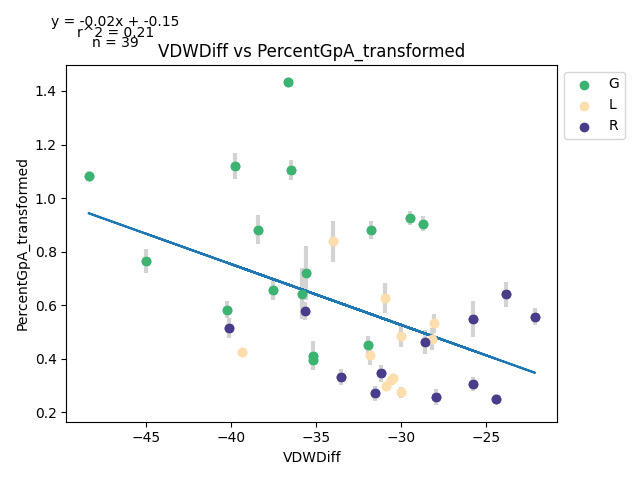 y = -0.02x + -0.15
r^2 = 0.21
n = 39
VDWDiff vs PercentGpA_transformed
G
L
R
PercentGpA_transformed
1.4
1.2
1.0
0.8
0.6
0.4
0.2
−45 −40 −35 −30 −25
VDWDiff